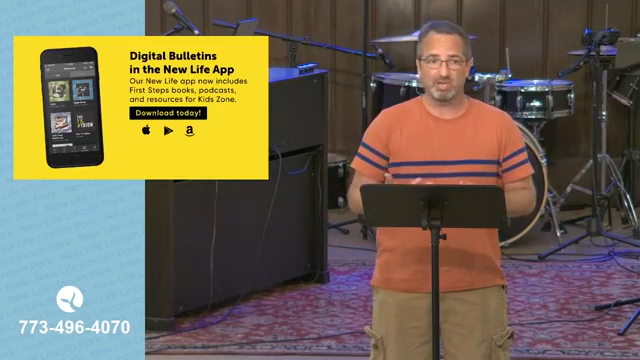 Digital Bulletins
in the New Life App
Our New Life app now includes
First Steps books, podcasts,
and resources for Kids Zone.
Download today!
773-496-4070